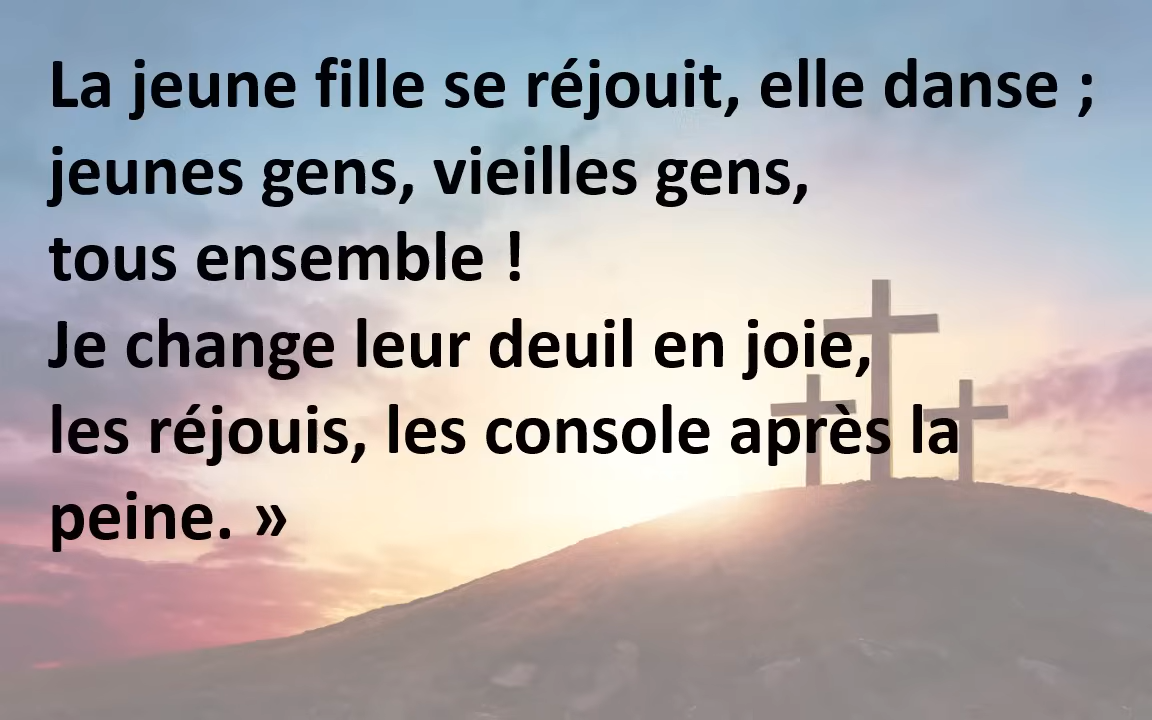 La jeune fille se réjouit, elle danse ;
jeunes gens, vieilles gens,
tous ensemble !
Je change leur deuil en joie,
les réjouis, les console après la
peine. »